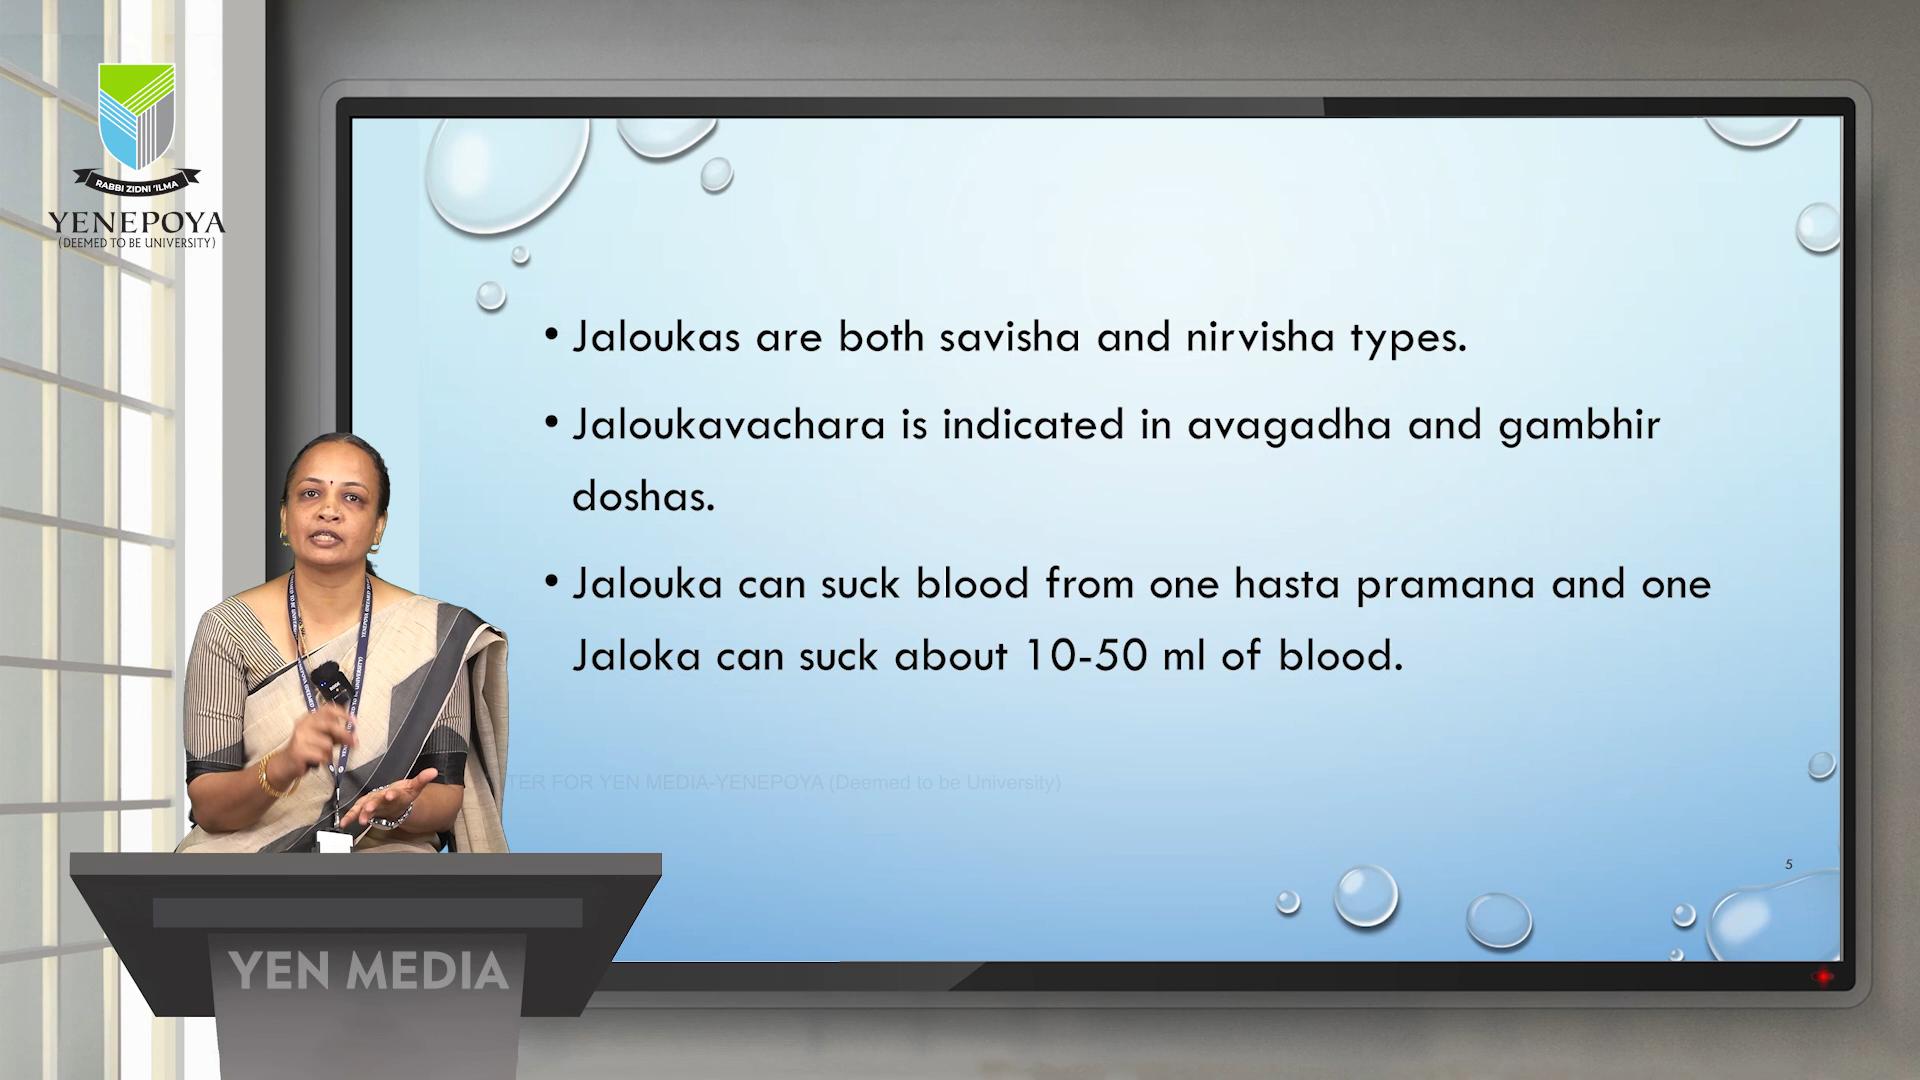 RABBI ZIDNI 'ILMA
YENEPOYA
(DEEMED TO BE UNIVERSITY)
• Jaloukas are both savisha and nirvisha types.
• Jaloukavachara is indicated in avagadha and gambhir
doshas.
• Jalouka can suck blood from one hasta pramana and one
Jaloka can suck about 10-50 ml of blood.
TER FOR YEN MEDIA-YENEPOYA (Deemed to be University)
5
YEN MEDIA